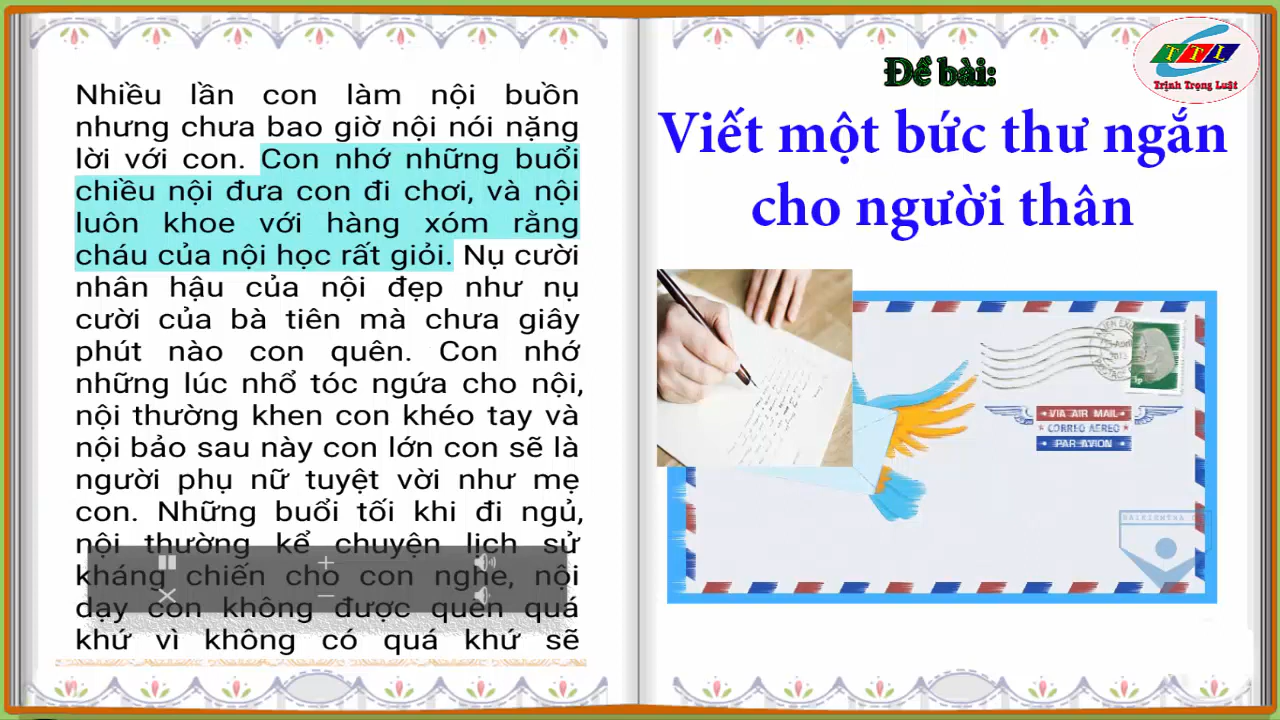 Nhiều lần con làm nội buồn
nhưng chưa bao giờ nội nói nặng
lời với con. Con nhớ những buổi
chiều nội đưa con đi chơi, và nội
luôn khoe với hàng xóm rằng
cháu của nội học rất giỏi. Nụ cười
nhân hậu của nội đẹp như nụ
cười của bà tiên mà chưa giây
phút nào con quên. Con nhớ
những lúc nhổ tóc ngứa cho nội,
nội thường khen con khéo tay và
nội bảo sau này con lớn con sẽ là
người phụ nữ tuyệt vời như mẹ
con. Những buổi tối khi đi ngủ,
nội thường kể chuyện lịch sử
kháng chiến cho con nghe, nội
dạy con không được quên quá
khứ vì không có quá khứ sẽ
Đề bài:
Viết một bức thư ngắn
cho người thân
TTL
Trịnh Trọng Luật
VIA AIR MAIL
CORREO AEREO
PAR AVION